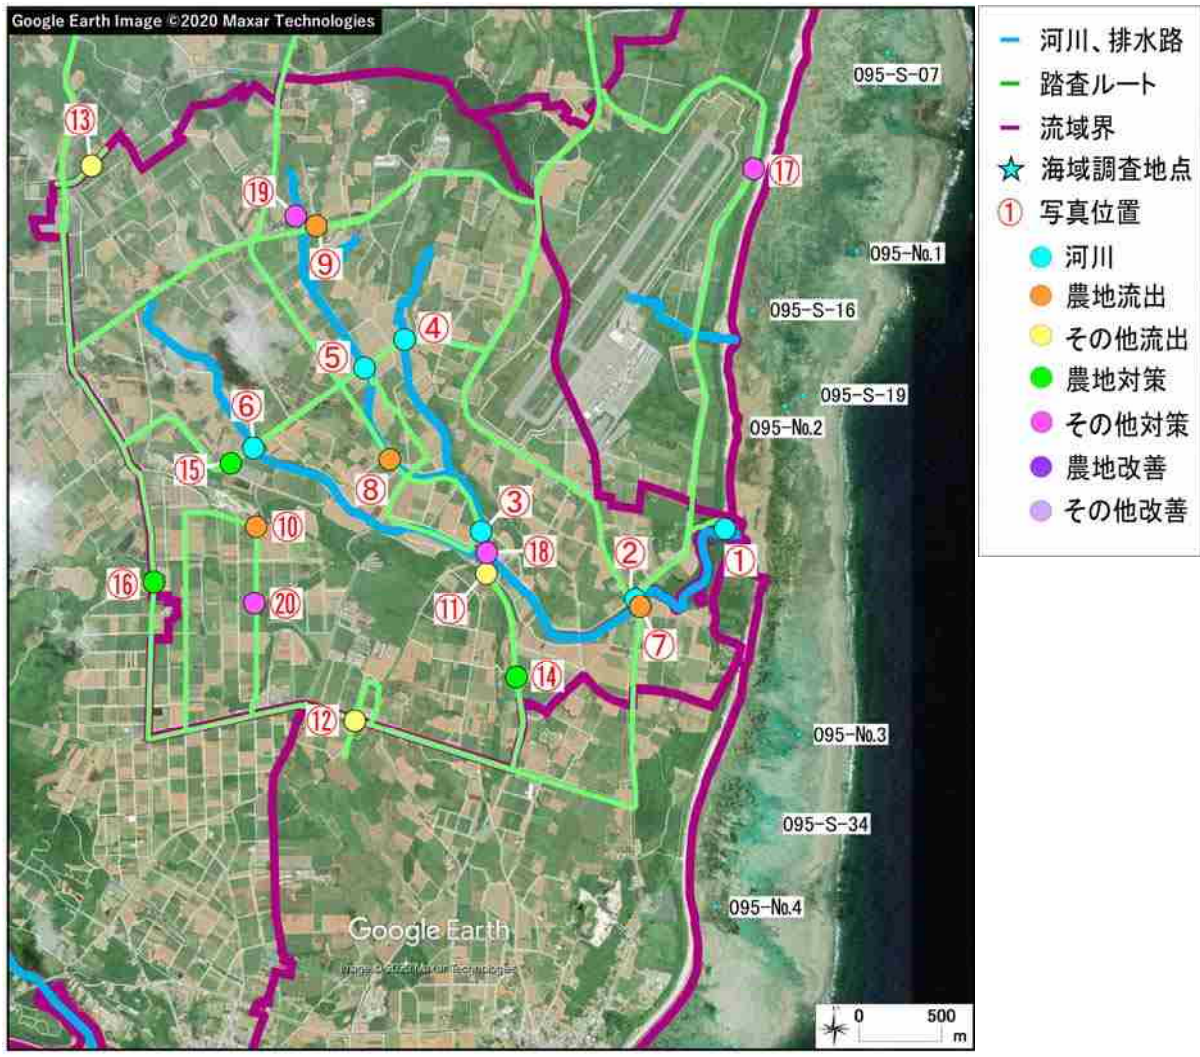 Google Earth Image ©2020 Maxar Technologies
河川、排水路
踏査ルート
流域界
海域調査地点
① 写真位置
河川
農地流出
その他流出
農地対策
その他対策
農地改善
その他改善
095-S-07
⑬
⑰
⑲
⑨
095-No.1
095-S-16
④
⑤
095-S-19
⑥
095-No.2
⑮
⑧
⑩
③
①
⑱
②
⑯
⑪
⑳
⑦
⑭
⑫
095-No.3
095-S-34
095-No.4
Google Earth
0 500
m